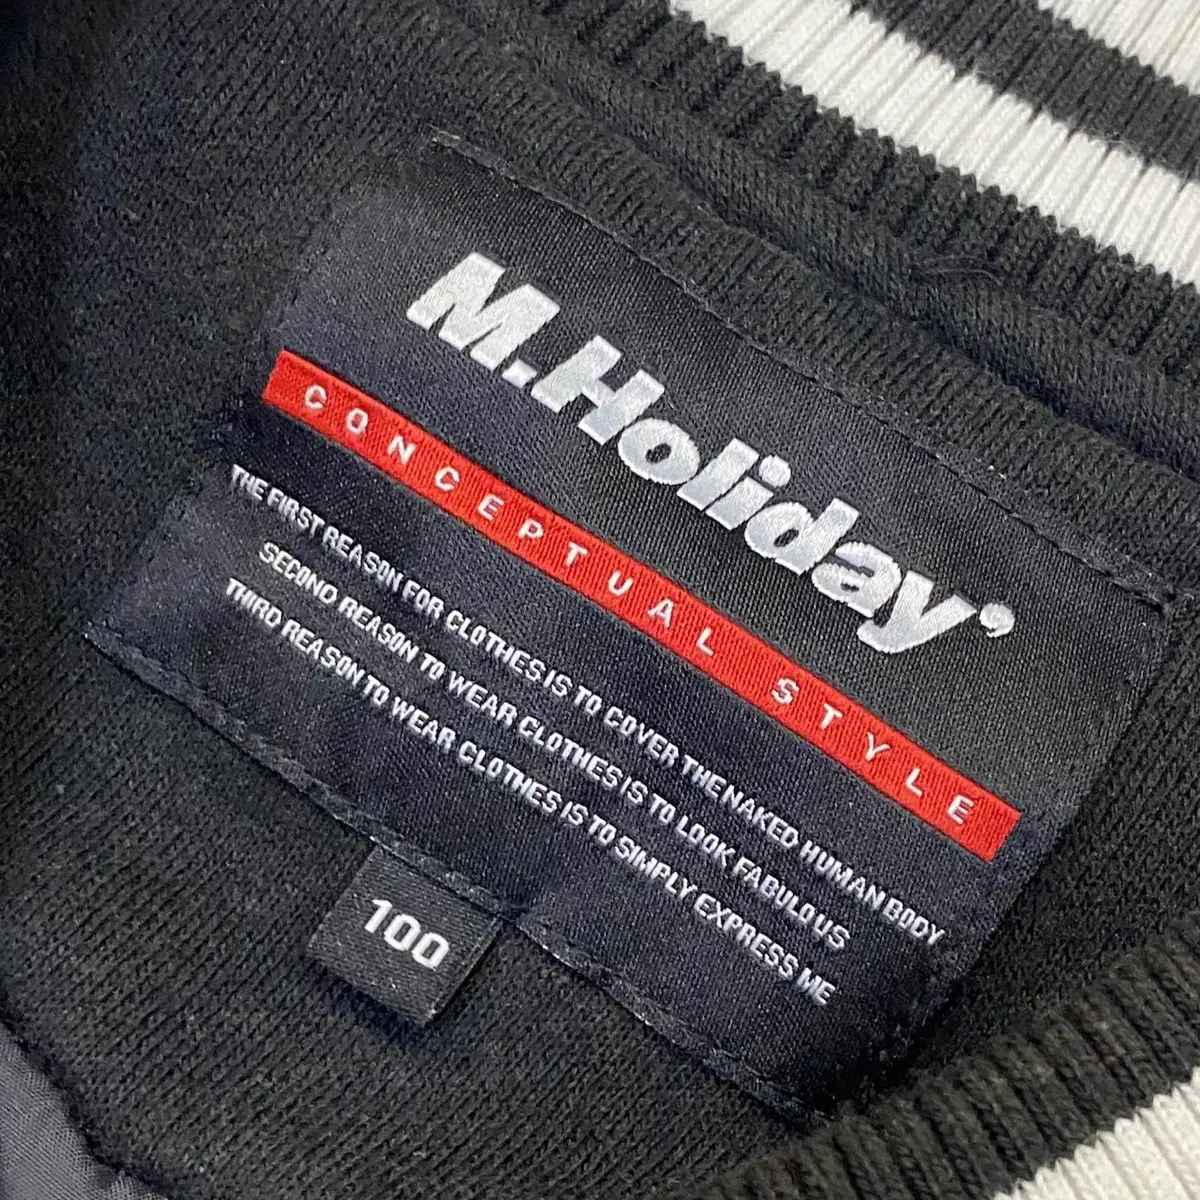 M.Holiday’
CONCEPTUAL STYLE
THE FIRST REASON FOR CLOTHES IS TO COVER THE NAKED HUMAN BODY
SECOND REASON TO WEAR CLOTHES IS TO LOOK FABULOUS
THIRD REASON TO WEAR CLOTHES IS TO SIMPLY EXPRESS ME
100